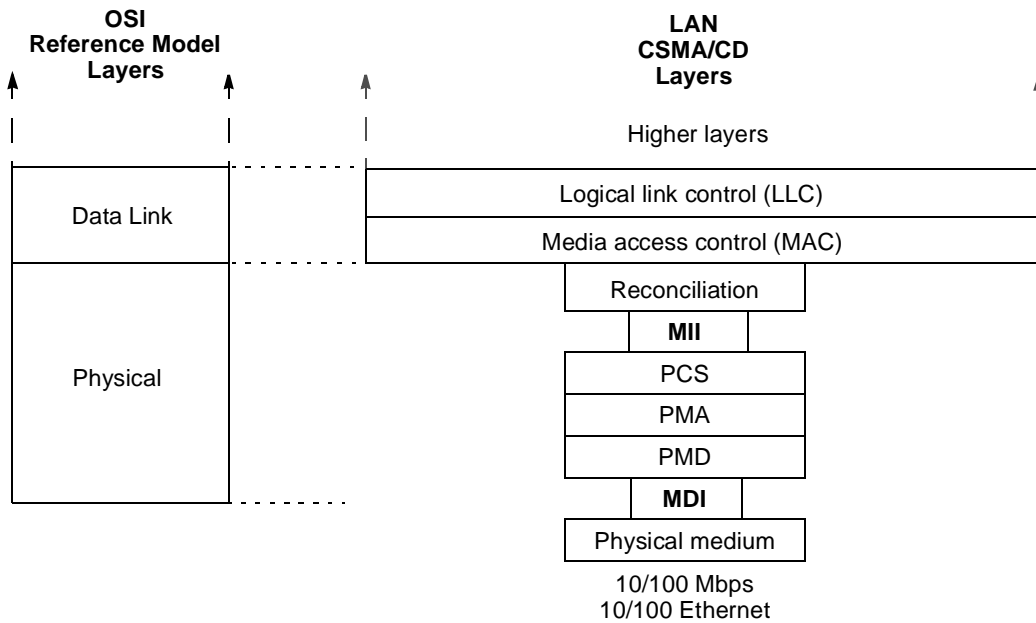 OSI
Reference Model
Layers
LAN
CSMA/CD
Layers
Higher layers
Data Link
Logical link control (LLC)
Media access control (MAC)
Physical
Reconciliation
MII
PCS
PMA
PMD
MDI
Physical medium
10/100 Mbps
10/100 Ethernet